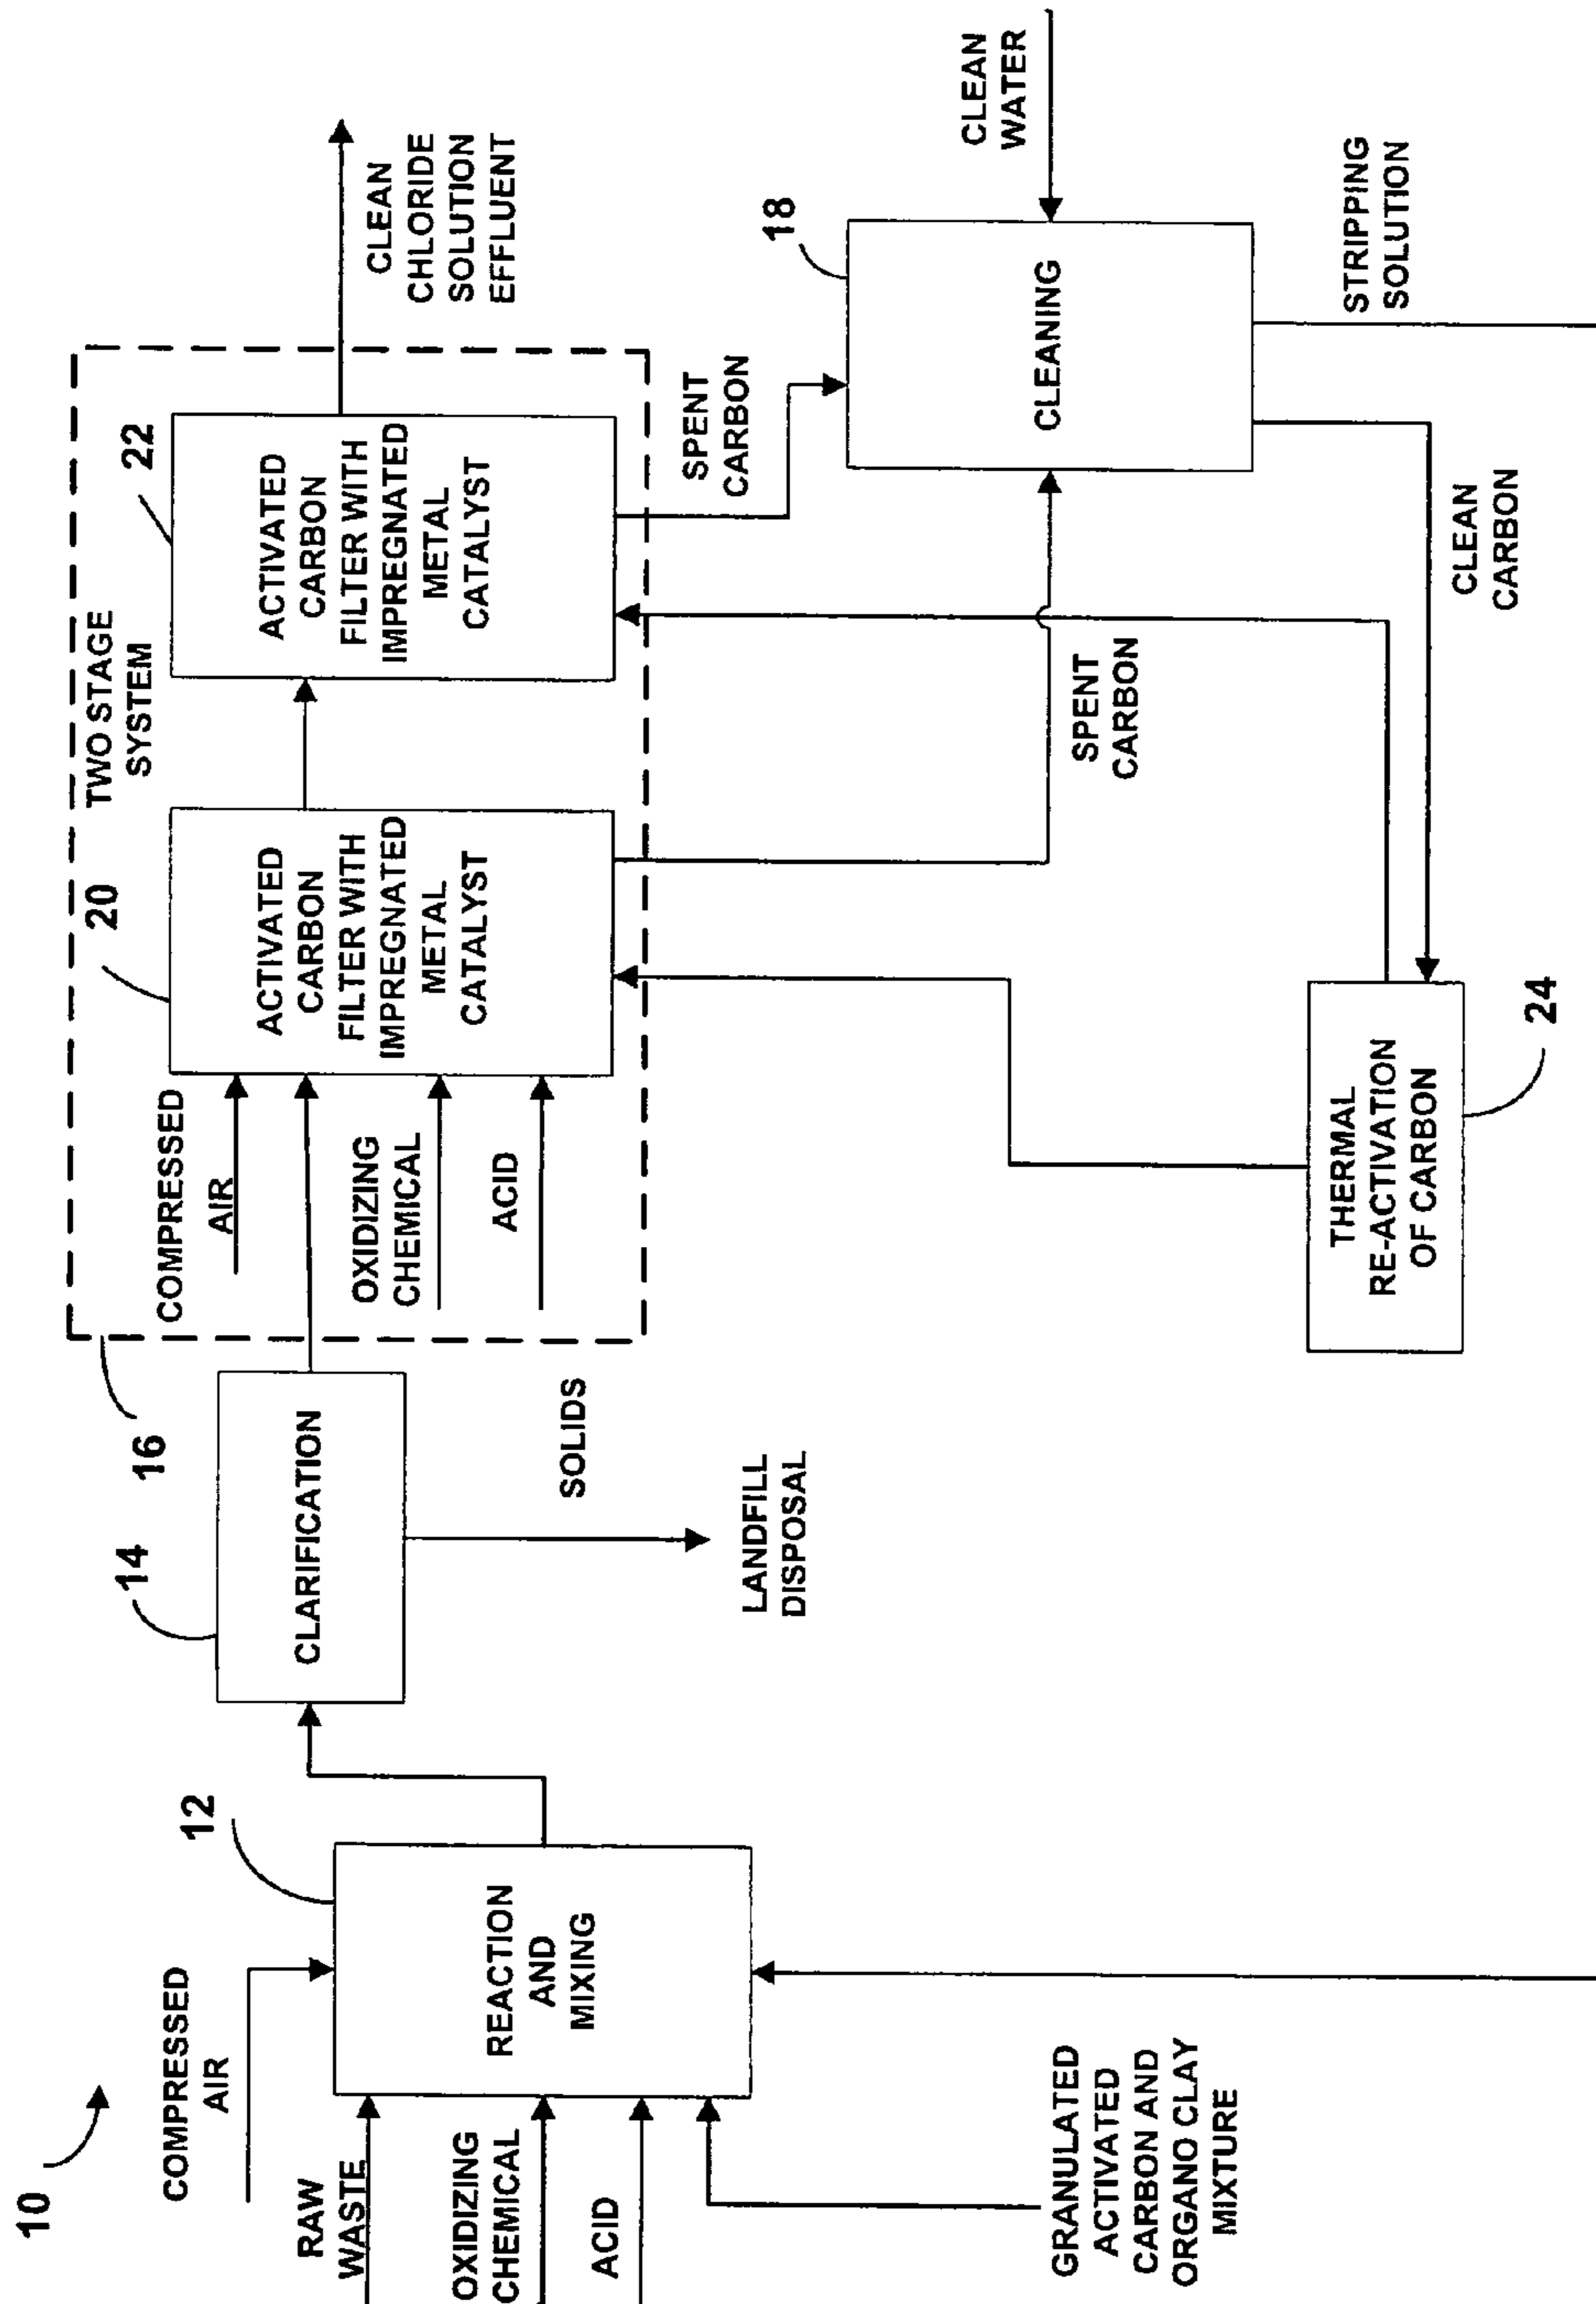 10
COMPRESSED
AIR
RAW
WASTE
OXIDIZING
CHEMICAL
ACID
GRANULATED
ACTIVATED
CARBON AND
ORGANO CLAY
MIXTURE
12
REACTION
AND
MIXING
14
CLARIFICATION
SOLIDS
LANDFILL
DISPOSAL
16
TWO STAGE
SYSTEM
COMPRESSED
AIR
OXIDIZING
CHEMICAL
ACID
20
ACTIVATED
CARBON
FILTER WITH
IMPREGNATED
METAL
CATALYST
22
ACTIVATED
CARBON
FILTER WITH
IMPREGNATED
METAL
CATALYST
CLEAN
CHLORIDE
SOLUTION
EFFLUENT
SPENT
CARBON
SPENT
CARBON
18
CLEANING
CLEAN
WATER
STRIPPING
SOLUTION
CLEAN
CARBON
THERMAL
RE-ACTIVATION
OF CARBON
24